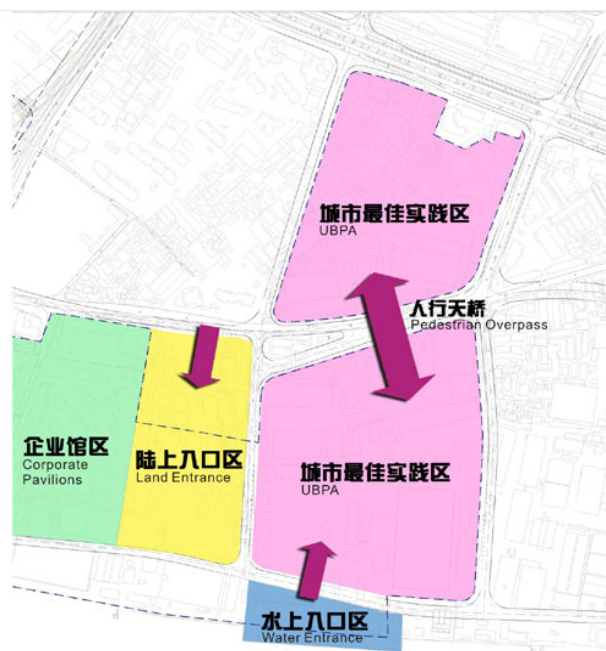 城市最佳实践区
UBPA
人行天桥
Pedestrian Overpass
企业馆区
Corporate
Pavilions
陆上入口区
Land Entrance
城市最佳实践区
UBPA
水上入口区
Water Entrance